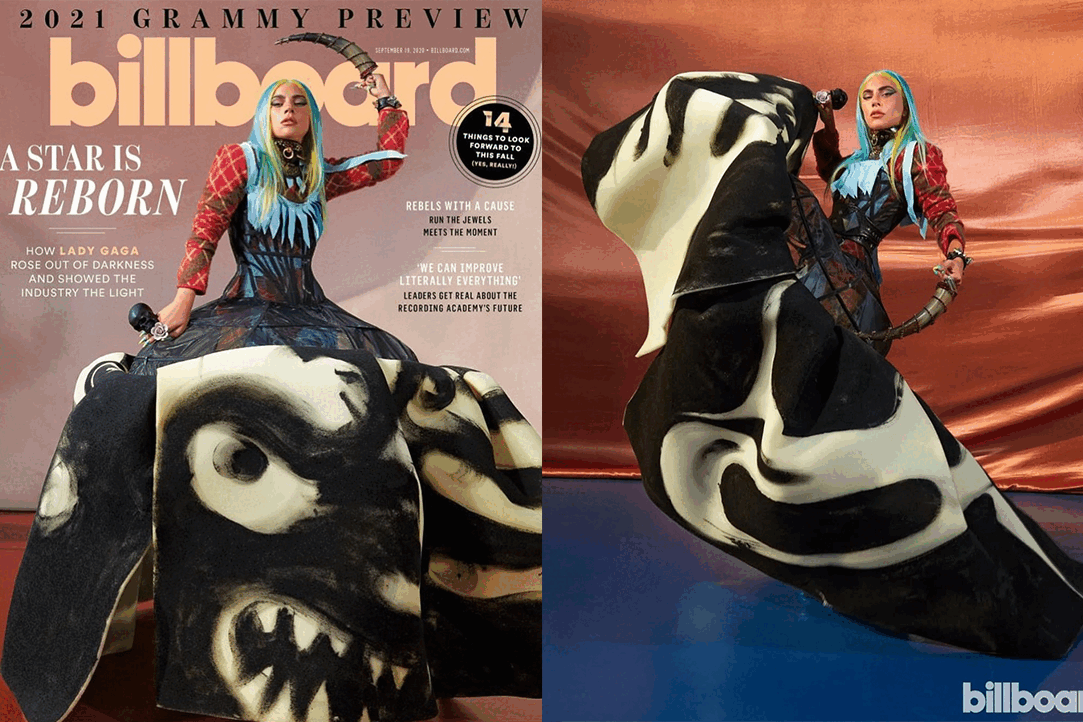 2021 GRAMMY PREVIEW
SEPTEMBER 19, 2020 • BILLBOARD.COM
billboard
14
THINGS TO LOOK
FORWARD TO
THIS FALL
(YES, REALLY!)
A STAR IS
REBORN
HOW LADY GAGA
ROSE OUT OF DARKNESS
AND SHOWED THE
INDUSTRY THE LIGHT
REBELS WITH A CAUSE
RUN THE JEWELS
MEETS THE MOMENT
'WE CAN IMPROVE
LITERALLY EVERYTHING'
LEADERS GET REAL ABOUT THE
RECORDING ACADEMY'S FUTURE
billboar